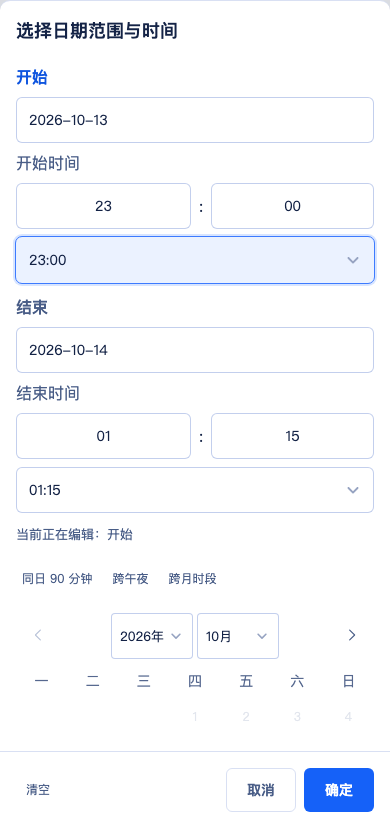 选择日期范围与时间
开始
2026-10-13
开始时间
23 : 00
23:00
结束
2026-10-14
结束时间
01 : 15
01:15
当前正在编辑：开始
同日 90 分钟 跨午夜 跨月时段
2026年 10月
一 二 三 四 五 六 日
1 2 3 4
清空 取消 确定